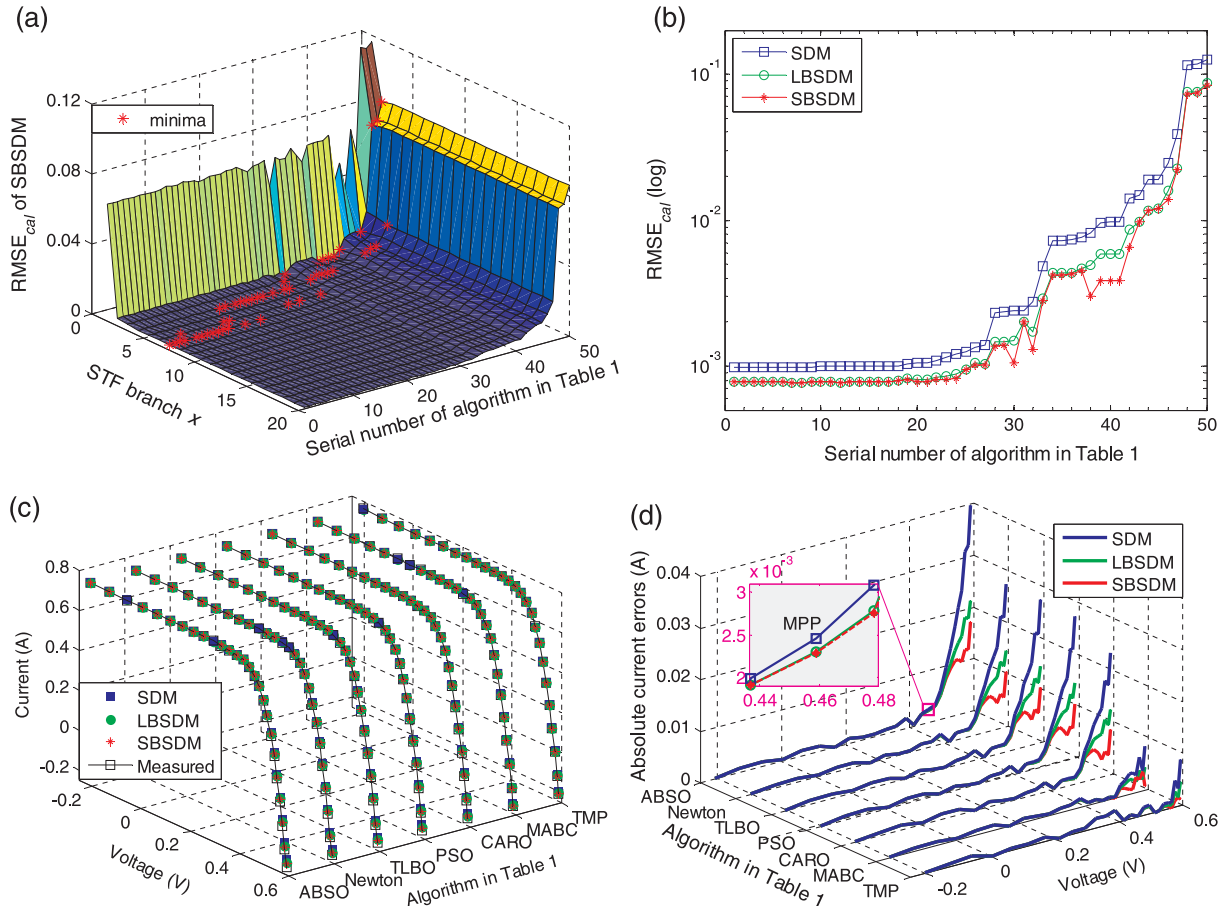 (a)
RMSEcal of SBSDM
0.12
0.08
0.04
0
minima
0
5
10
15
20
STF branch x
0
10
20
30
40
50
Serial number of algorithm in Table 1
(b)
RMSEcal (log)
10^-1
10^-2
10^-3
SDM
LBSDM
SBSDM
0
10
20
30
40
50
Serial number of algorithm in Table 1
(c)
Current (A)
0.8
0.6
0.4
0.2
0
-0.2
SDM
LBSDM
SBSDM
Measured
-0.2
0
0.2
0.4
0.6
Voltage (V)
ABSO
Newton
TLBO
PSO
CARO
MABC
TMP
Algorithm in Table 1
(d)
Absolute current errors (A)
0.04
0.03
0.02
0.01
0
SDM
LBSDM
SBSDM
x 10^-3
3
2.5
2
MPP
0.44
0.46
0.48
ABSO
Newton
TLBO
PSO
CARO
MABC
TMP
Algorithm in Table 1
-0.2
0
0.2
0.4
0.6
Voltage (V)